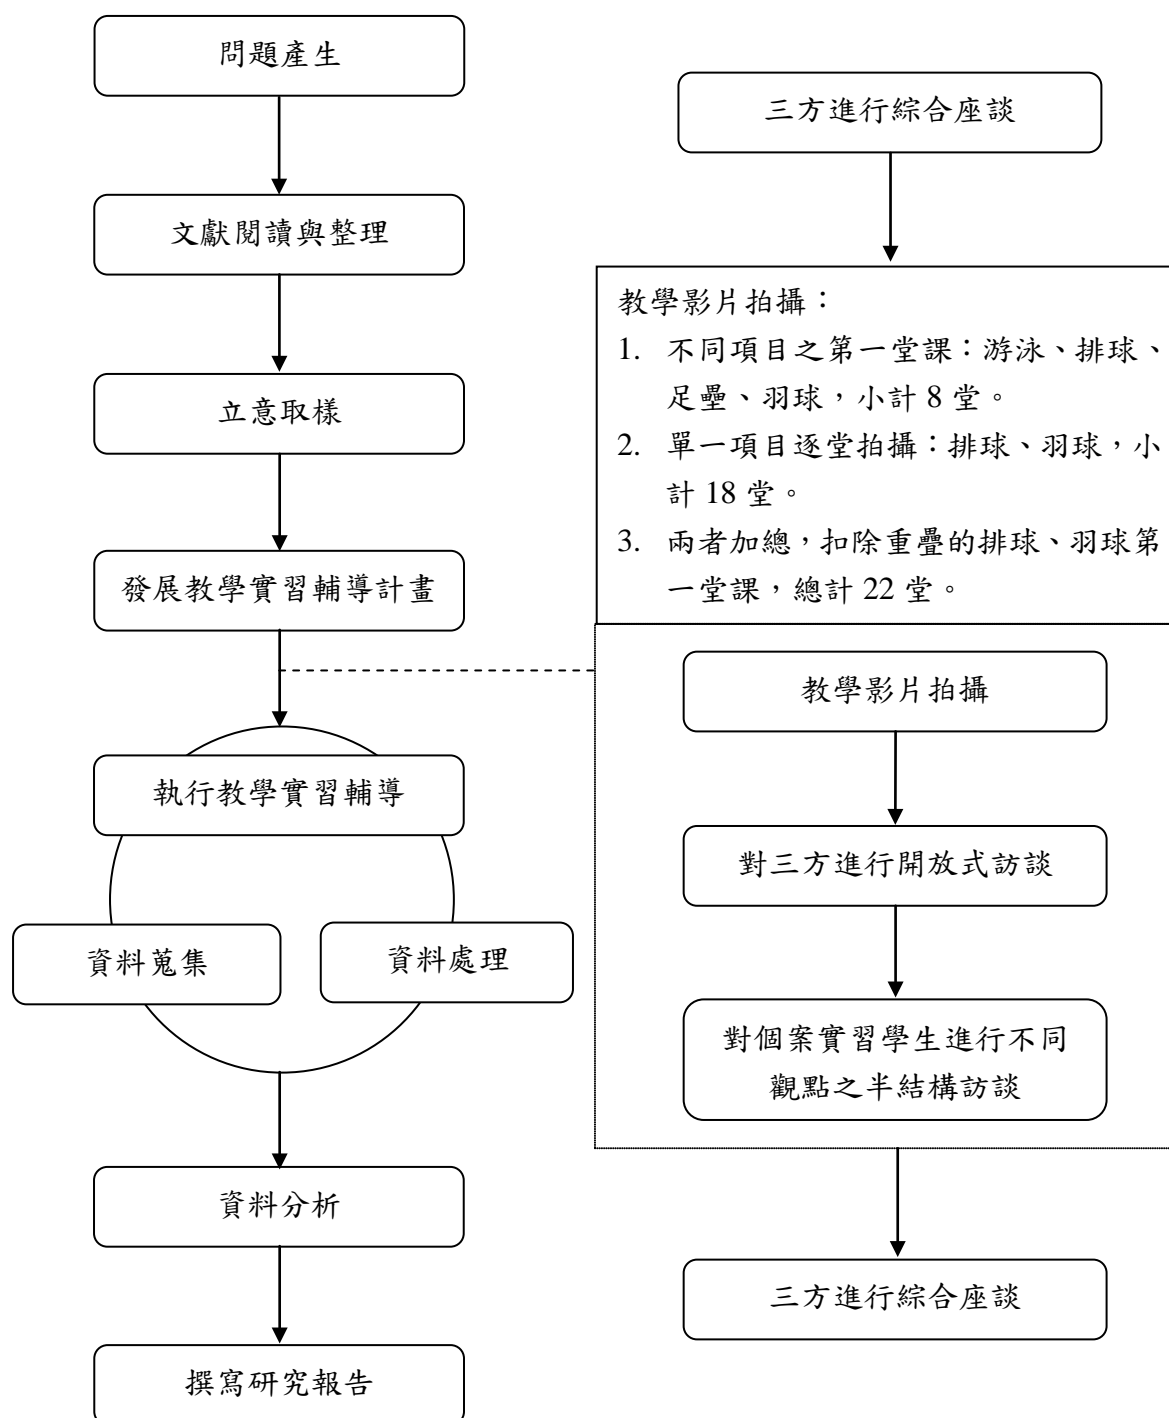 問題產生
文獻閱讀與整理
立意取樣
發展教學實習輔導計畫
執行教學實習輔導
資料蒐集
資料處理
資料分析
撰寫研究報告
三方進行綜合座談
教學影片拍攝：
1. 不同項目之第一堂課：游泳、排球、
足壘、羽球，小計 8 堂。
2. 單一項目逐堂拍攝：排球、羽球，小
計 18 堂。
3. 兩者加總，扣除重疊的排球、羽球第
一堂課，總計 22 堂。
教學影片拍攝
對三方進行開放式訪談
對個案實習學生進行不同
觀點之半結構訪談
三方進行綜合座談